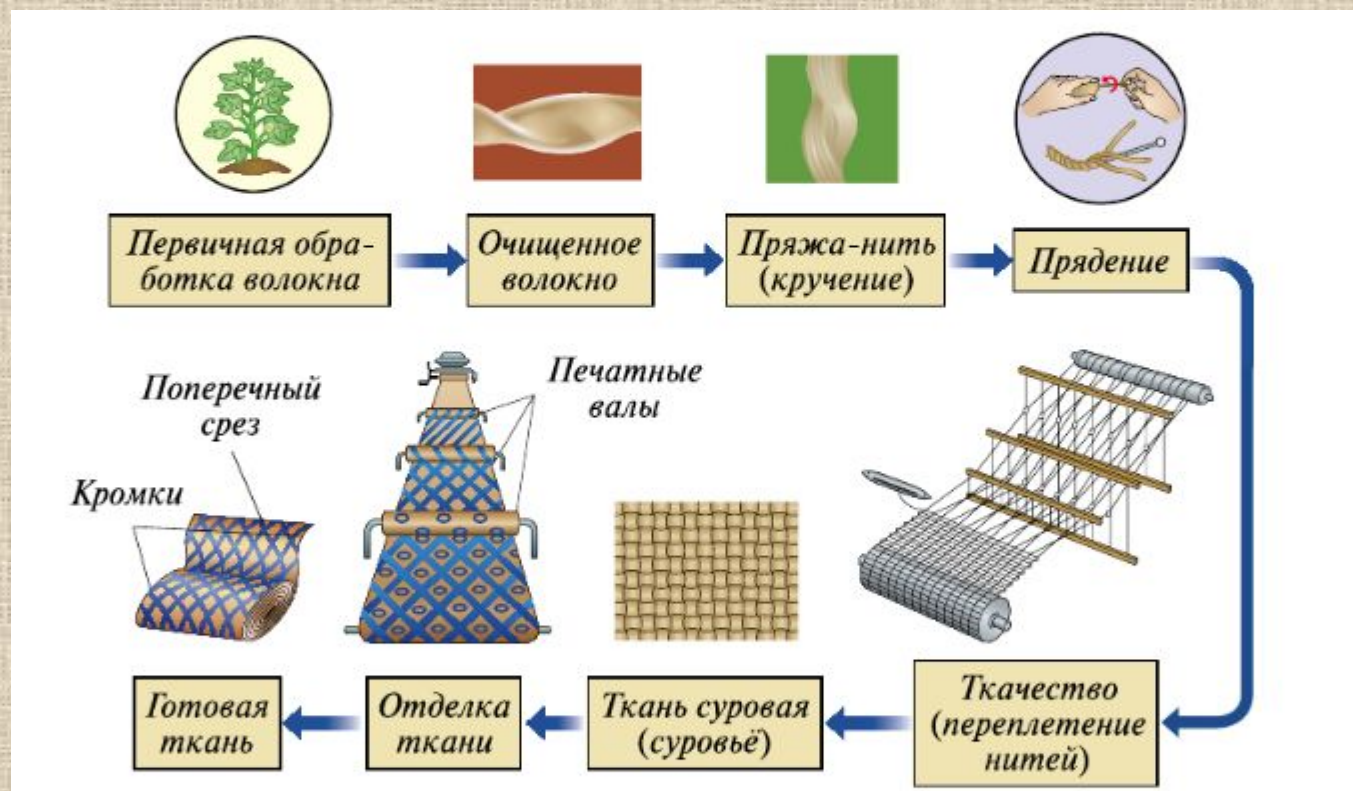 Первичная обра-
ботка волокна
Очищенное
волокно
Пряжа-нить
(кручение)
Прядение
Поперечный
срез
Кромки
Печатные
валы
Готовая
ткань
Отделка
ткани
Ткань суровая
(суровьё)
Ткачество
(переплетение
нитей)